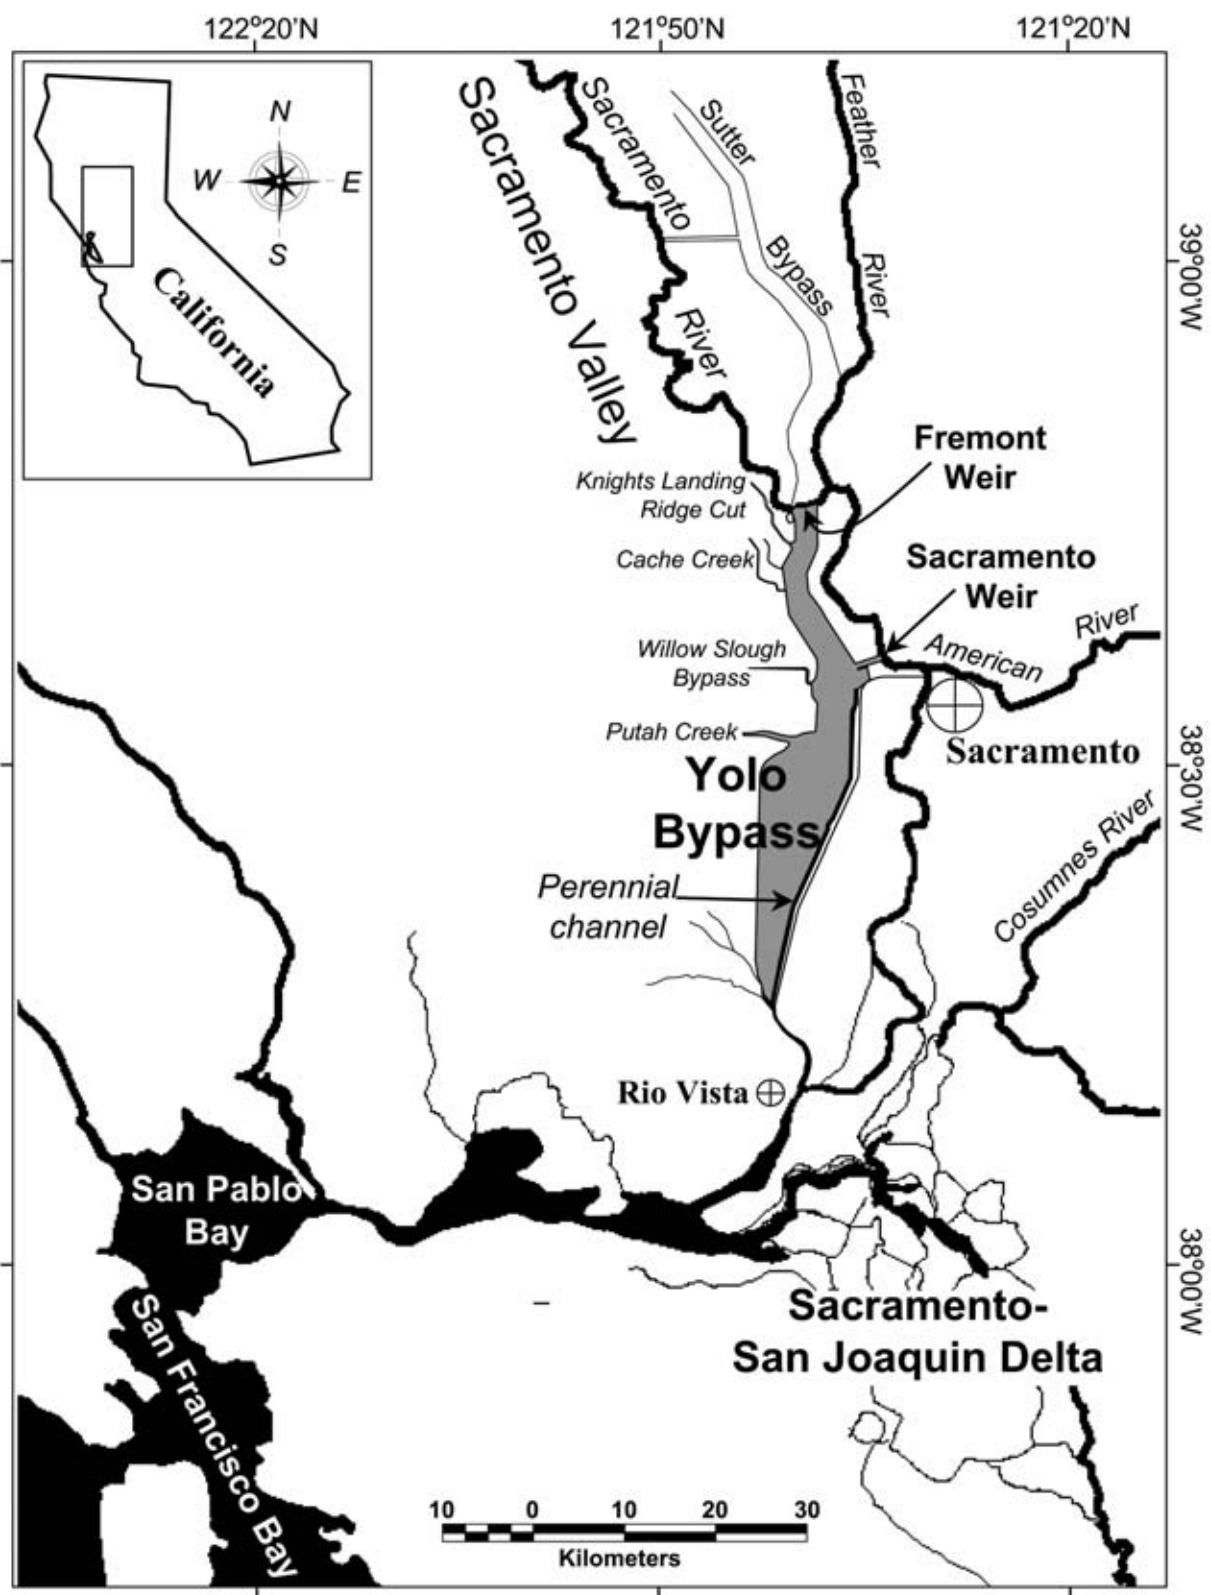 122°20'N
121°50'N
121°20'N
N
W
E
S
California
Sacramento Valley
Sacramento
River
Sutter
Bypass
Feather
River
39°00'W
Fremont
Weir
Knights Landing
Ridge Cut
Cache Creek
Sacramento
Weir
American
River
Willow Slough
Bypass
Putah Creek
Sacramento
38°30'W
Yolo
Bypass
Cosumnes River
Perennial
channel
Rio Vista
San Pablo
Bay
38°00'W
San Francisco Bay
Sacramento-
San Joaquin Delta
10 0 10 20 30
Kilometers